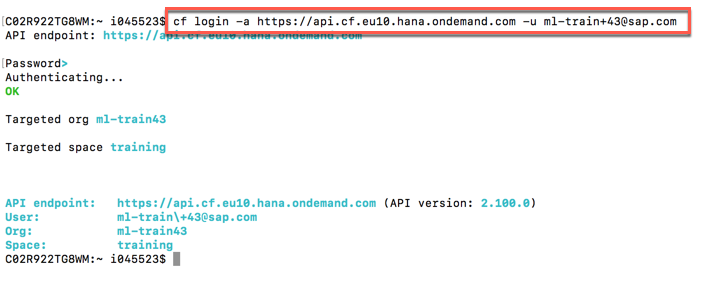 C02R922TG8WM:~ i045523$ cf login -a https://api.cf.eu10.hana.ondemand.com -u ml-train+43@sap.com
API endpoint: https://api.cf.eu10.hana.ondemand.com
Password>
Authenticating...
OK
Targeted org ml-train43
Targeted space training
API endpoint: https://api.cf.eu10.hana.ondemand.com (API version: 2.100.0)
User: ml-train\+43@sap.com
Org: ml-train43
Space: training
C02R922TG8WM:~ i045523$